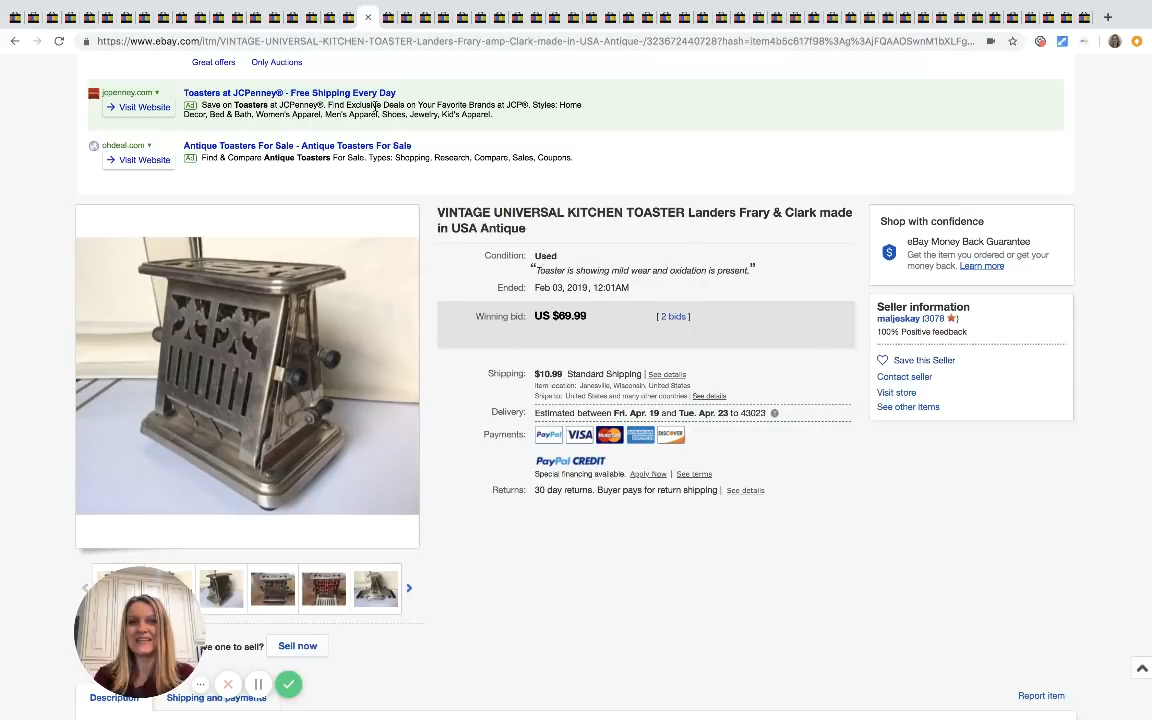 https://www.ebay.com/itm/VINTAGE-UNIVERSAL-KITCHEN-TOASTER-Landers-Frary-amp-Clark-made-in-USA-Antique-/323672440728?hash=item4b5c617f98%3Ag%3AjFQAAOSwnM1bXLFg...
Great offers Only Auctions
jcpenney.com
Visit Website
Toasters at JCPenney® - Free Shipping Every Day
Ad Save on Toasters at JCPenney®. Find Exclusive Deals on Your Favorite Brands at JCP®. Styles: Home
Decor, Bed & Bath, Women's Apparel, Men's Apparel, Shoes, Jewelry, Kid's Apparel.
ohdeal.com
Visit Website
Antique Toasters For Sale - Antique Toasters For Sale
Ad Find & Compare Antique Toasters For Sale. Types: Shopping, Research, Compare, Sales, Coupons.
VINTAGE UNIVERSAL KITCHEN TOASTER Landers Frary & Clark made
in USA Antique
Condition: Used
"Toaster is showing mild wear and oxidation is present."
Ended: Feb 03, 2019 , 12:01AM
Winning bid: US $69.99 [ 2 bids ]
Shipping: $10.99 Standard Shipping | See details
Item location: Janesville, Wisconsin, United States
Ships to: United States and many other countries | See details
Delivery: Estimated between Fri. Apr. 19 and Tue. Apr. 23 to 43023
Payments: PayPal VISA MasterCard DISCOVER
PayPal CREDIT
Special financing available. Apply Now | See terms
Returns: 30 day returns. Buyer pays for return shipping | See details
Shop with confidence
eBay Money Back Guarantee
Get the item you ordered or get your
money back. Learn more
Seller information
maljeskay (3078)
100% Positive feedback
Save this Seller
Contact seller
Visit store
See other items
ve one to sell? Sell now
Description Shipping and payments
Report item